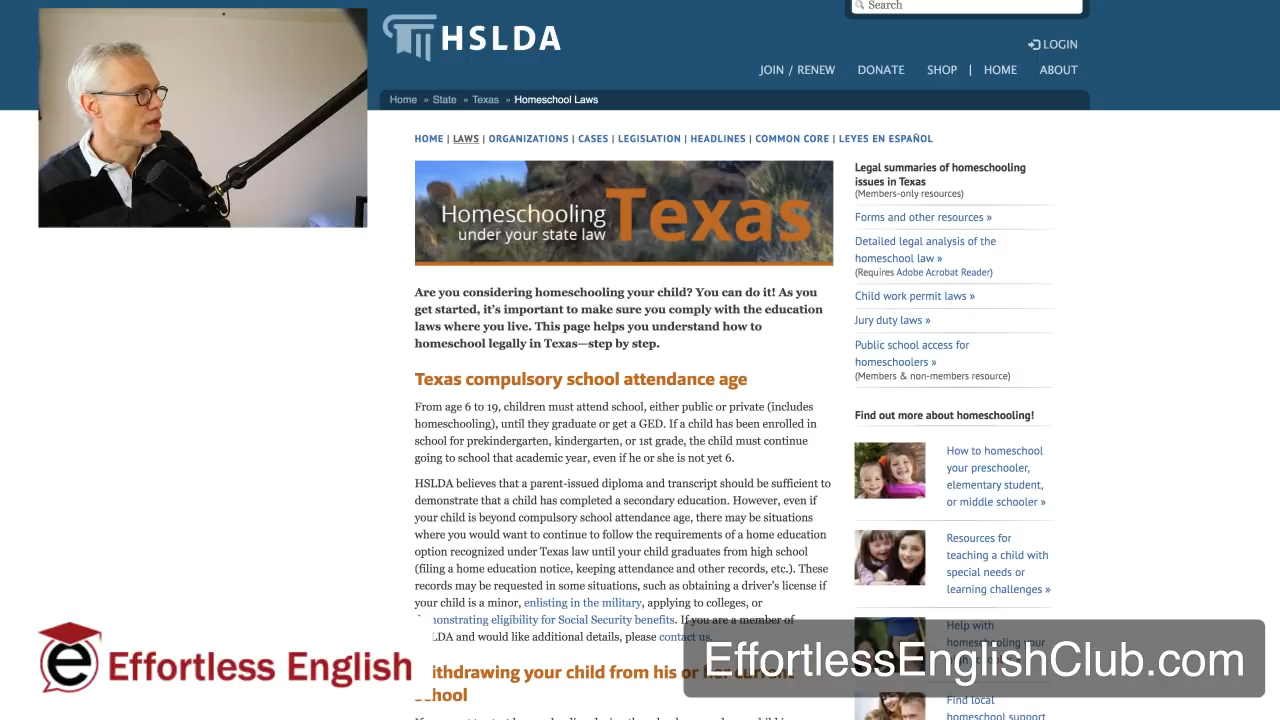 Search
HSLDA
LOGIN
JOIN / RENEW DONATE SHOP | HOME ABOUT
Home » State » Texas » Homeschool Laws
HOME | LAWS | ORGANIZATIONS | CASES | LEGISLATION | HEADLINES | COMMON CORE | LEYES EN ESPAÑOL
Homeschooling
under your state law
Texas
Are you considering homeschooling your child? You can do it! As you
get started, it's important to make sure you comply with the education
laws where you live. This page helps you understand how to
homeschool legally in Texas—step by step.
Texas compulsory school attendance age
From age 6 to 19, children must attend school, either public or private (includes
homeschooling), until they graduate or get a GED. If a child has been enrolled in
school for prekindergarten, kindergarten, or 1st grade, the child must continue
going to school that academic year, even if he or she is not yet 6.
HSLDA believes that a parent-issued diploma and transcript should be sufficient to
demonstrate that a child has completed a secondary education. However, even if
your child is beyond compulsory school attendance age, there may be situations
where you would want to continue to follow the requirements of a home education
option recognized under Texas law until your child graduates from high school
(filing a home education notice, keeping attendance and other records, etc.). These
records may be requested in some situations, such as obtaining a driver's license if
your child is a minor, enlisting in the military, applying to colleges, or
monstrating eligibility for Social Security benefits. If you are a member of
LDA and would like additional details, please contact us.
ithdrawing your child from his or her current
school
Legal summaries of homeschooling
issues in Texas
(Members-only resources)
Forms and other resources »
Detailed legal analysis of the
homeschool law »
(Requires Adobe Acrobat Reader)
Child work permit laws »
Jury duty laws »
Public school access for
homeschoolers »
(Members & non-members resource)
Find out more about homeschooling!
How to homeschool
your preschooler,
elementary student,
or middle schooler »
Resources for
teaching a child with
special needs or
learning challenges »
Help with
homeschooling your
Find local
homeschool support
e Effortless English
EffortlessEnglishClub.com